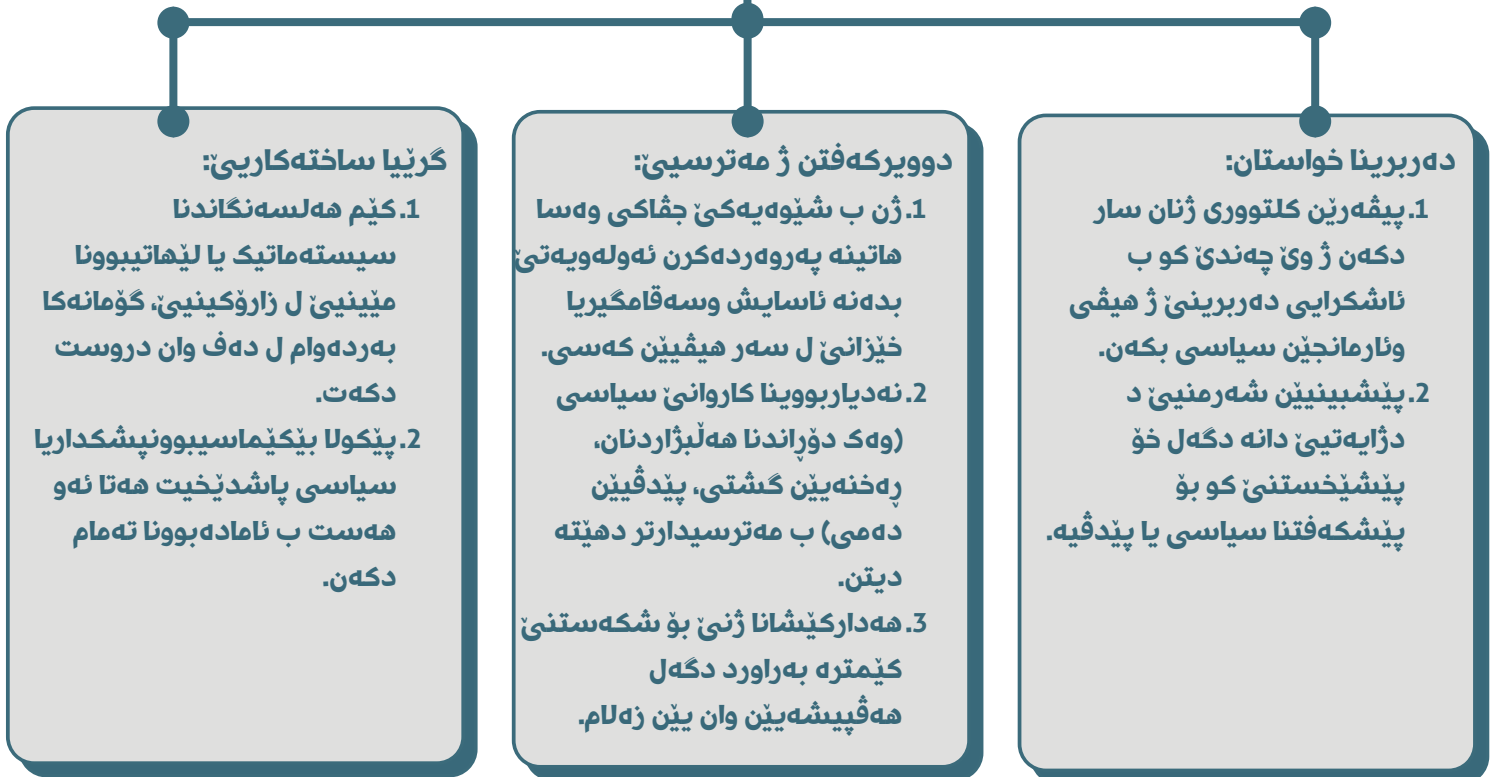 دەربرینا خواستان:
1. پیڤەرێن کلتووری ژنان سار
دکەن ژ وێ چەندێ کو ب
ئاشکرایی دەربرینێ ژ هیڤی
وئارمانجێن سیاسی بکەن.
2. پێشبینیێن شەرمنیێ د
دژایەتیێ دانە دگەل خۆ
پێشێخستنێ کو بۆ
پێشکەفتنا سیاسی یا پێدڤیە.
دوویرکەفتن ژ مەترسیێ:
1. ژن ب شێوەیەکێ جڤاکی وەسا
هاتینە پەروەردەکرن ئەولەویەتێ
بدەنە ئاسایش وسەقامگیریا
خێزانێ ل سەر هیڤیێن کەسی.
2. نەدیاربووینا کاروانێ سیاسی
(وەک دۆڕاندنا هەڵبژاردنان،
ڕەخنەیێن گشتی، پێدڤیێن
دەمی) ب مەترسیدارتر دهێتە
دیتن.
3. هەدارکێشانا ژنێ بۆ شکەستنێ
کێمترە بەراورد دگەل
هەڤپیشەیێن وان یێن زەلام.
گرێیا ساختەکاریێ:
1. کێم هەلسەنگاندنا
سیستەماتیک یا لێهاتیبوونا
مێینیێ ل زارۆکینیێ، گۆمانەکا
بەردەوام ل دەف وان دروست
دکەت.
2. پێکولا بێکێماسیبوونپشکداریا
سیاسی پاشدێخیت هەتا ئەو
هەست ب ئامادەبوونا تەمام
دکەن.